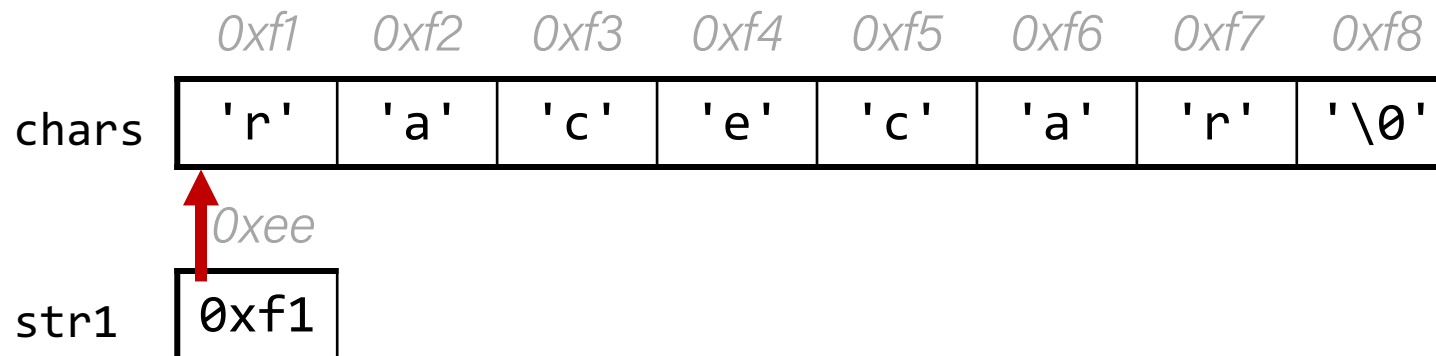 0xf1 0xf2 0xf3 0xf4 0xf5 0xf6 0xf7 0xf8
chars 'r' 'a' 'c' 'e' 'c' 'a' 'r' '\0'
0xee
str1 0xf1